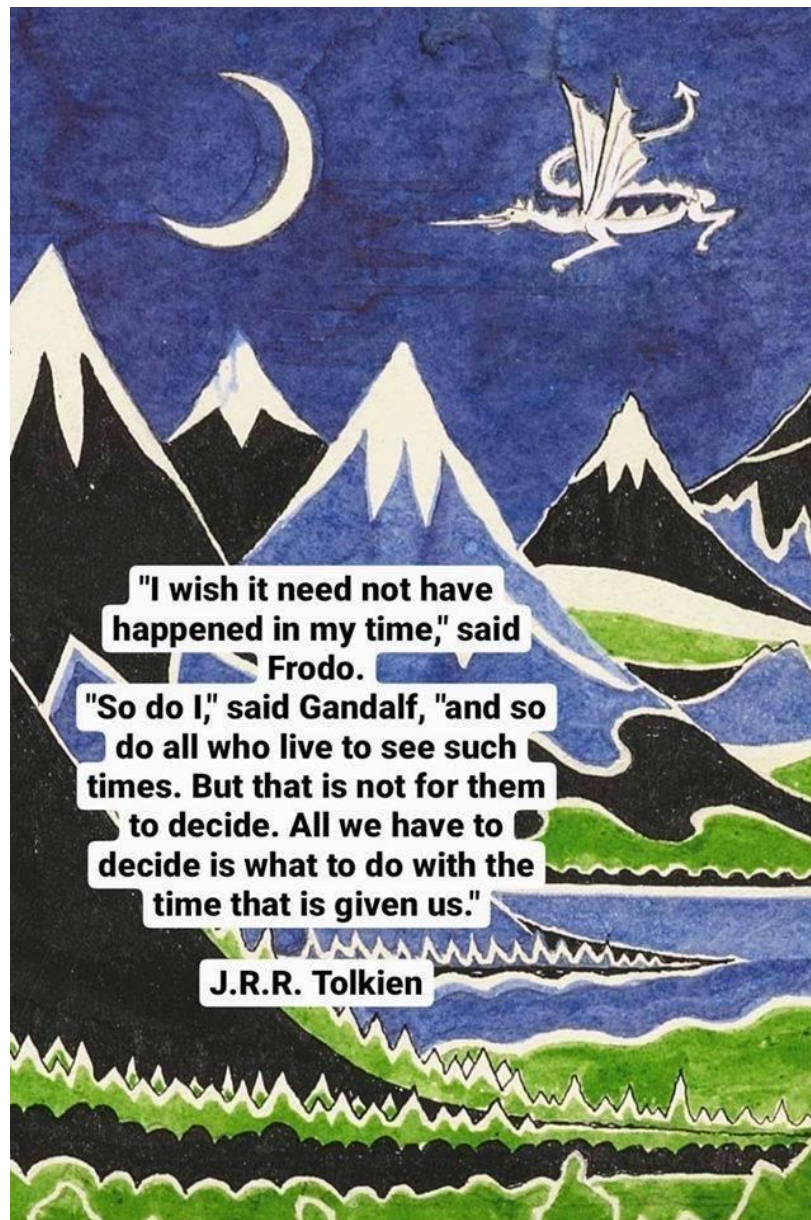 "I wish it need not have
happened in my time," said
Frodo.
"So do I," said Gandalf, "and so
do all who live to see such
times. But that is not for them
to decide. All we have to
decide is what to do with the
time that is given us."
J.R.R. Tolkien